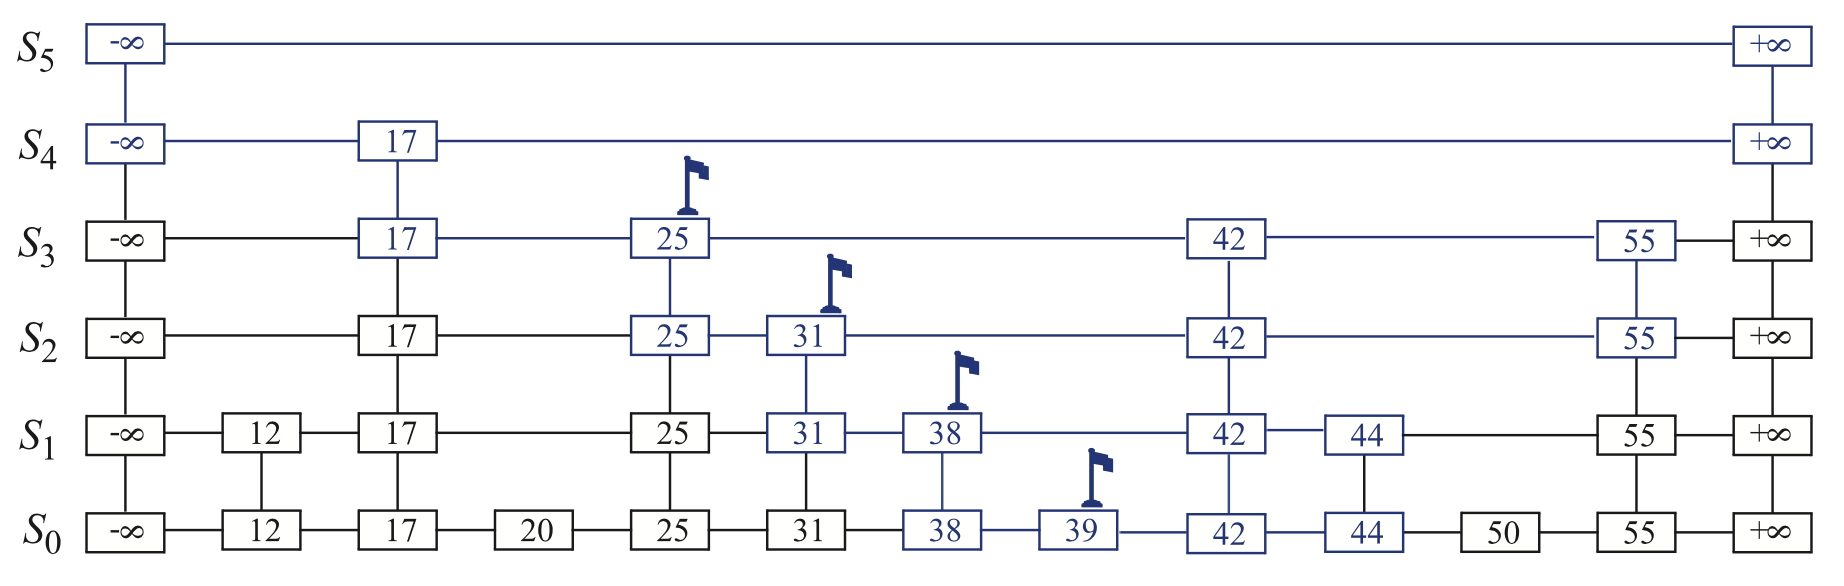 S5 -∞ +∞
S4 -∞ 17 +∞
S3 -∞ 17 25 42 55 +∞
S2 -∞ 17 25 31 42 55 +∞
S1 -∞ 12 17 25 31 38 42 44 55 +∞
S0 -∞ 12 17 20 25 31 38 39 42 44 50 55 +∞